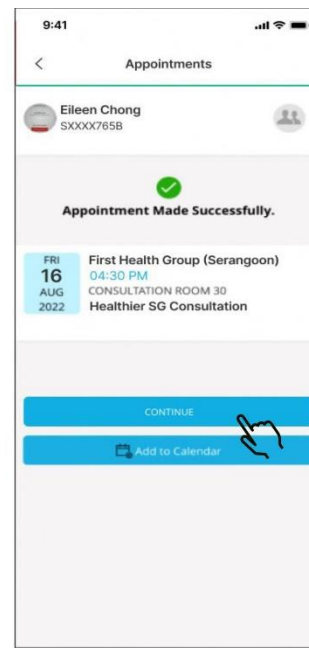 9:41
Appointments
Eileen Chong
SXXXX765B
Appointment Made Successfully.
FRI
16
AUG
2022
First Health Group (Serangoon)
04:30 PM
CONSULTATION ROOM 30
Healthier SG Consultation
CONTINUE
Add to Calendar